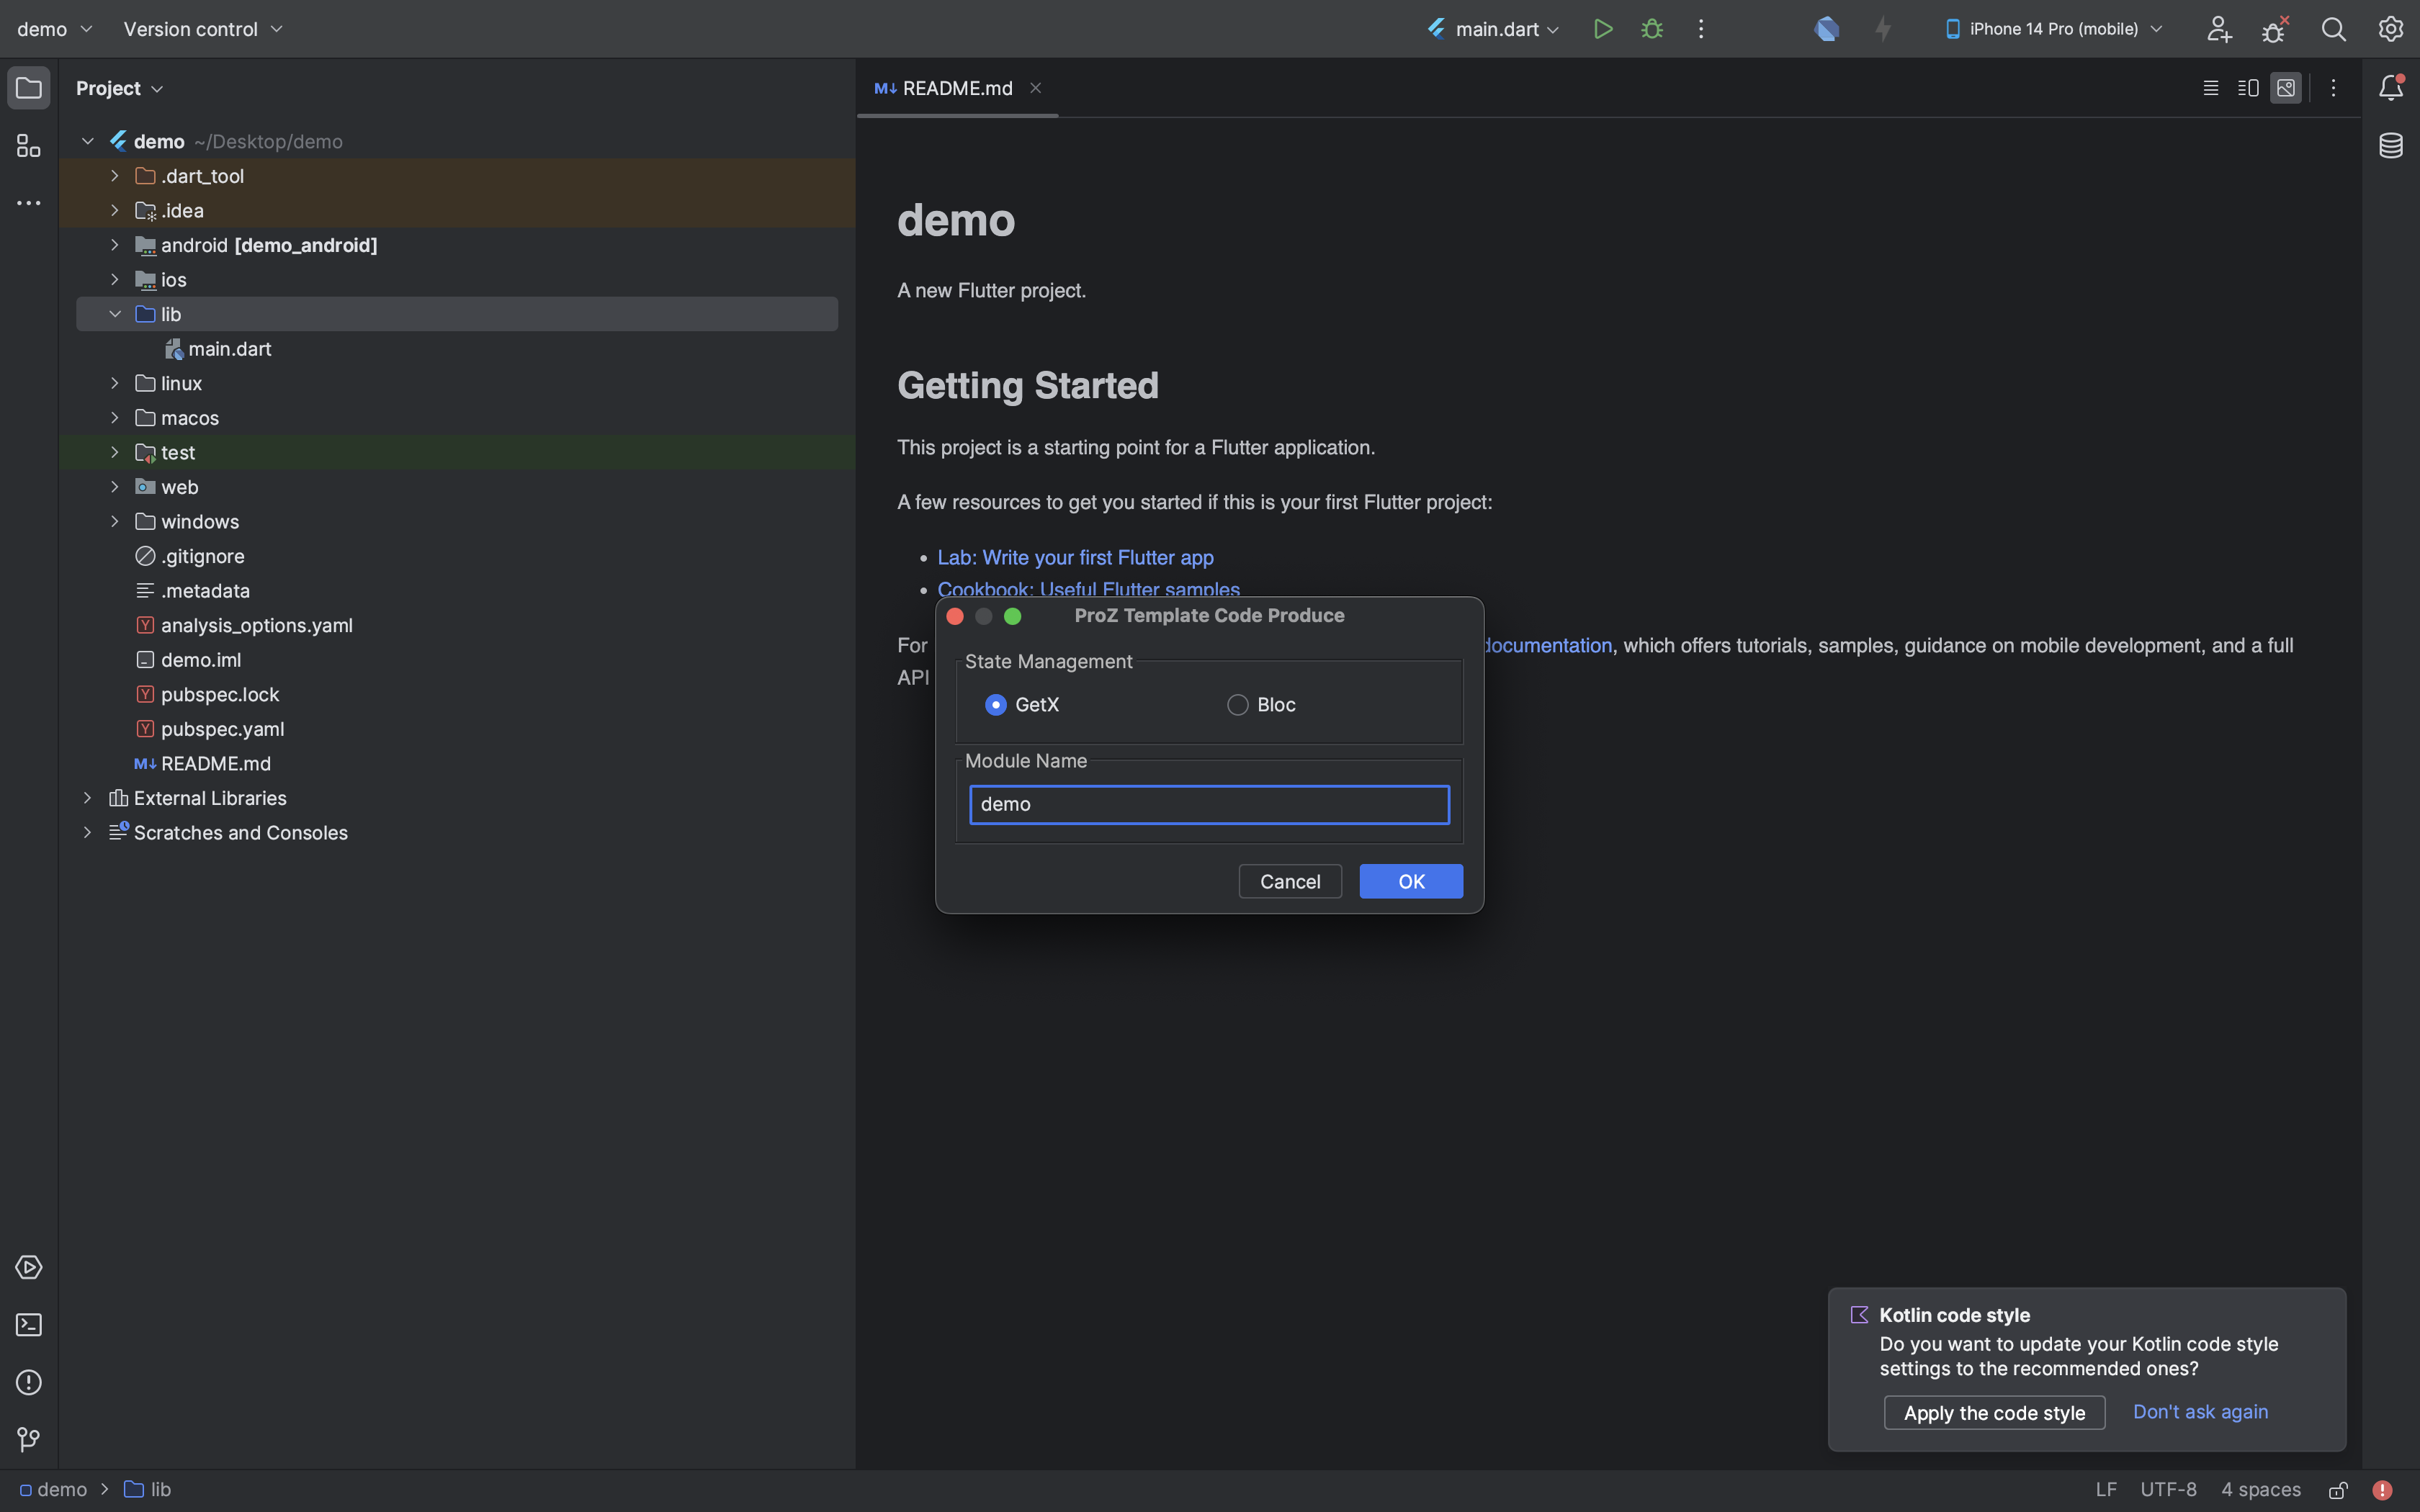 demo
Version control
main.dart
iPhone 14 Pro (mobile)
Project
demo ~/Desktop/demo
.dart_tool
.idea
android [demo_android]
ios
lib
main.dart
linux
macos
test
web
windows
.gitignore
.metadata
analysis_options.yaml
demo.iml
pubspec.lock
pubspec.yaml
M↓ README.md
External Libraries
Scratches and Consoles
M↓ README.md
demo
A new Flutter project.
Getting Started
This project is a starting point for a Flutter application.
A few resources to get you started if this is your first Flutter project:
• Lab: Write your first Flutter app
• Cookbook: Useful Flutter samples
For
documentation, which offers tutorials, samples, guidance on mobile development, and a full
API
ProZ Template Code Produce
State Management
GetX
Bloc
Module Name
demo
Cancel
OK
Kotlin code style
Do you want to update your Kotlin code style
settings to the recommended ones?
Apply the code style
Don't ask again
demo > lib
LF
UTF-8
4 spaces